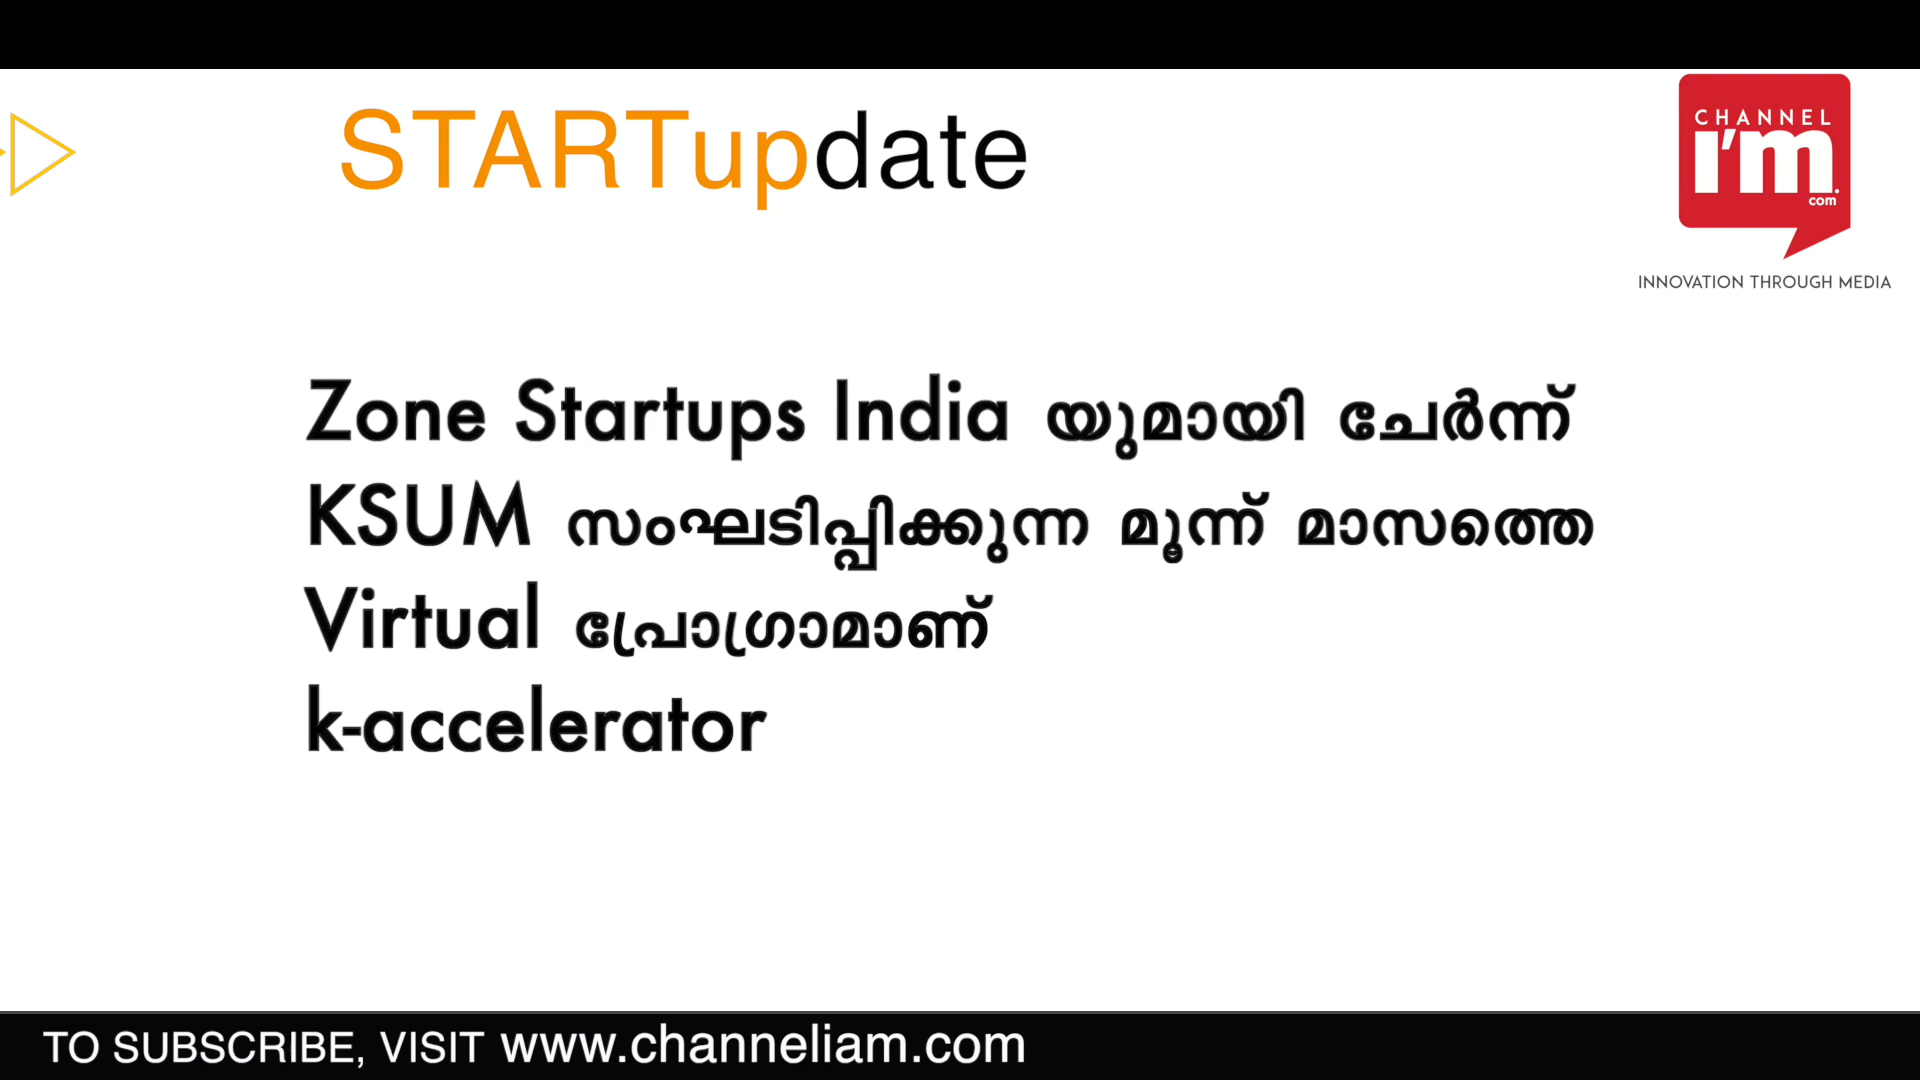 STARTupdate
CHANNEL
I'm.
com
INNOVATION THROUGH MEDIA
Zone Startups India യുമായി ചേർന്ന്
KSUM സംഘടിപ്പിക്കുന്ന മൂന്ന് മാസത്തെ
Virtual പ്രോഗ്രാമാണ്
k-accelerator
TO SUBSCRIBE, VISIT www.channeliam.com